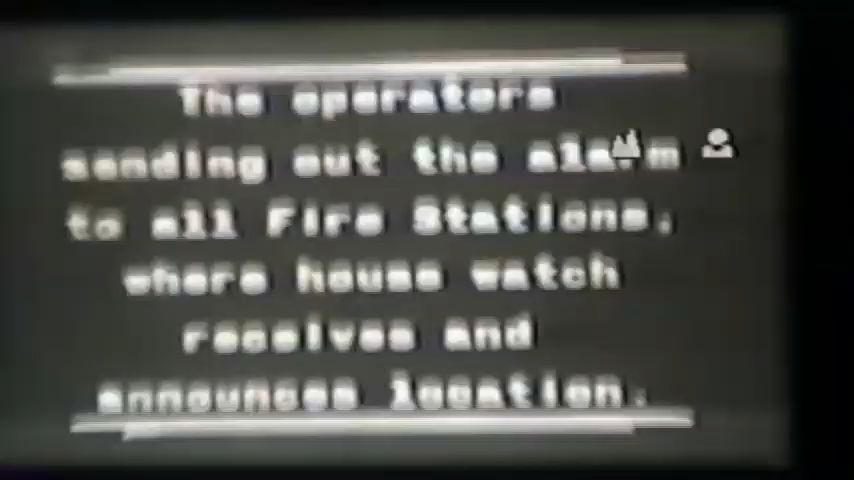 The operators
sending out the alarm
to all Fire Stations,
where house watch
receives and
announces location.